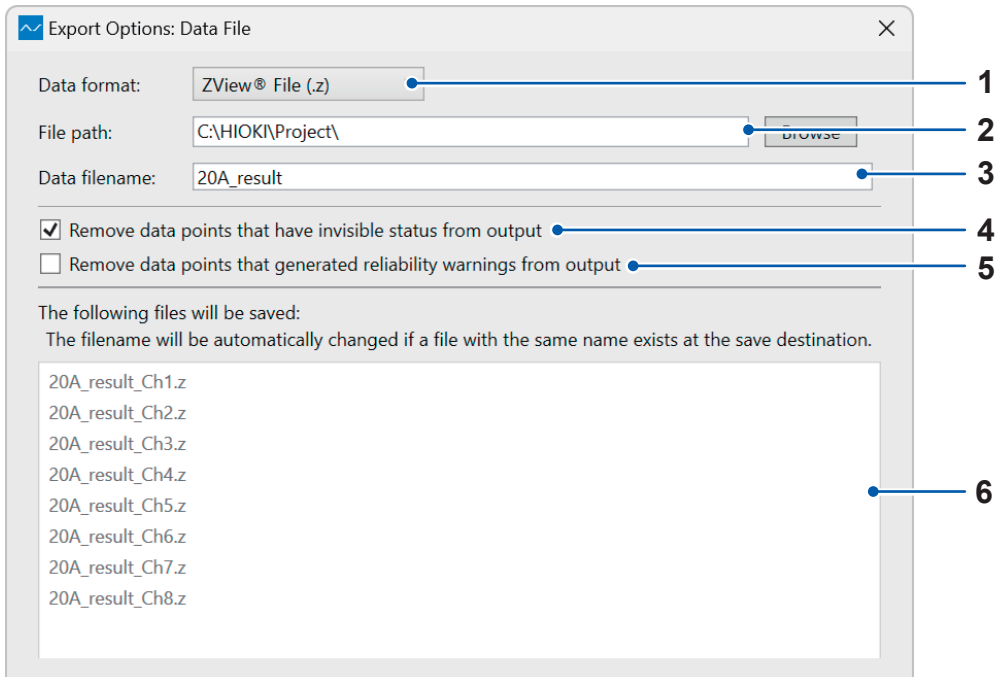 Export Options: Data File
Data format: ZView® File (.z) 1
File path: C:\HIOKI\Project\ Browse 2
Data filename: 20A_result 3
Remove data points that have invisible status from output 4
Remove data points that generated reliability warnings from output 5
The following files will be saved:
The filename will be automatically changed if a file with the same name exists at the save destination.
20A_result_Ch1.z
20A_result_Ch2.z
20A_result_Ch3.z
20A_result_Ch4.z
20A_result_Ch5.z
6
20A_result_Ch6.z
20A_result_Ch7.z
20A_result_Ch8.z